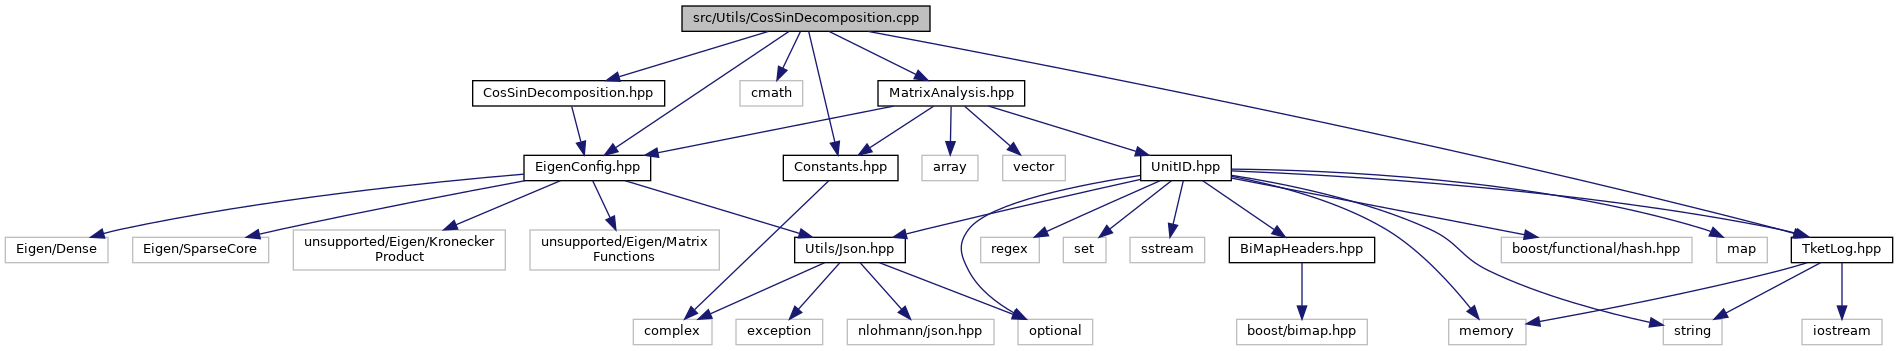 src/Utils/CosSinDecomposition.cpp
CosSinDecomposition.hpp
cmath
MatrixAnalysis.hpp
EigenConfig.hpp
Constants.hpp
array
vector
UnitID.hpp
Eigen/Dense
Eigen/SparseCore
unsupported/Eigen/Kronecker
Product
unsupported/Eigen/Matrix
Functions
Utils/Json.hpp
regex
set
sstream
BiMapHeaders.hpp
boost/functional/hash.hpp
map
TketLog.hpp
complex
exception
nlohmann/json.hpp
optional
boost/bimap.hpp
memory
string
iostream